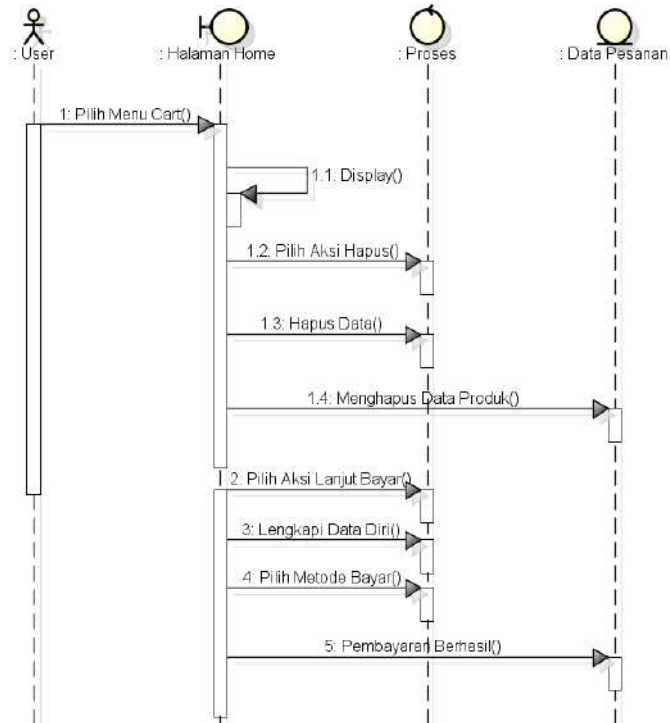 : User
: Halaman Home
: Proses
: Data Pesanan
1: Pilih Menu Cart()
1.1: Display()
1.2: Pilih Aksi Hapus()
1.3: Hapus Data()
1.4: Menghapus Data Produk()
2: Pilih Aksi Lanjut Bayar()
3: Lengkapi Data Diri()
4: Pilih Metode Bayar()
5: Pembayaran Berhasil()